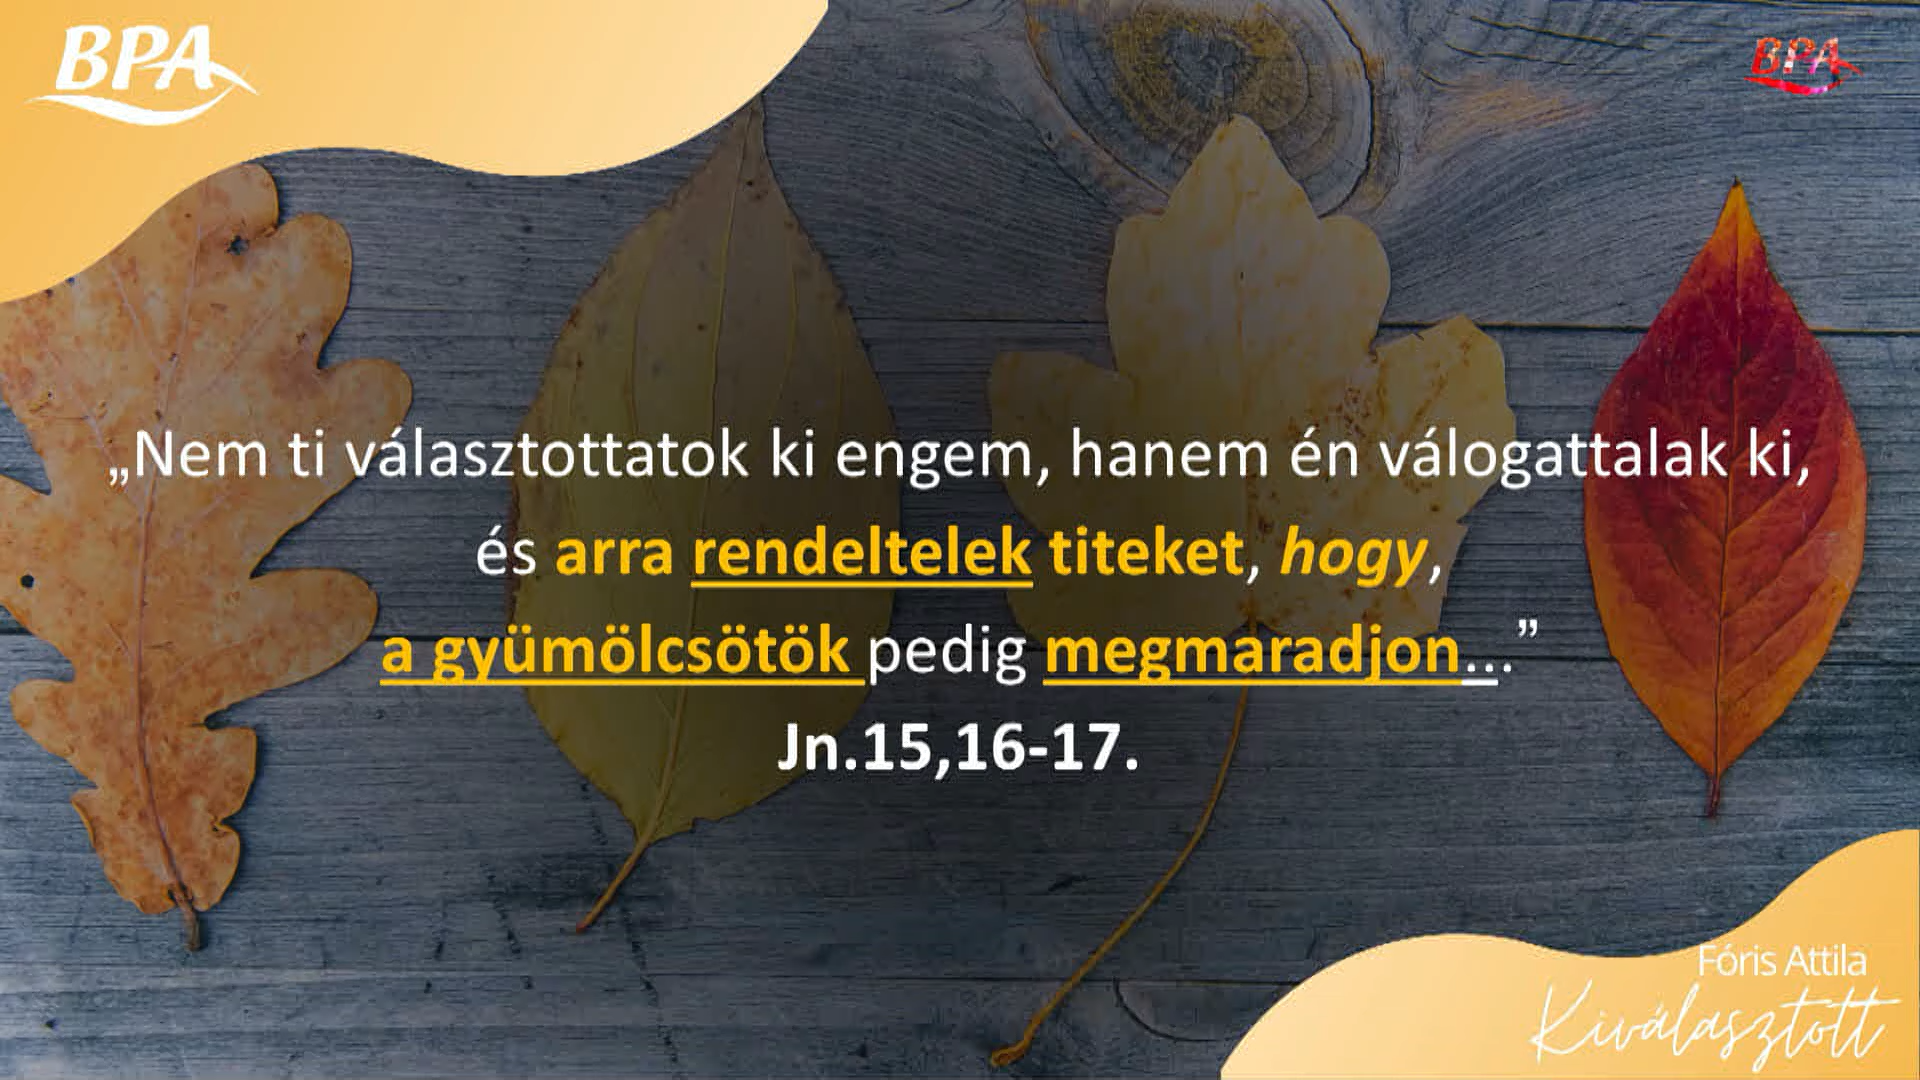 BPA
BPA
„Nem ti választottatok ki engem, hanem én válogattalak ki,
és arra rendeltelek titeket, hogy,
a gyümölcsötök pedig megmaradjon...”
Jn.15,16-17.
Fóris Attila
Kiválasztott